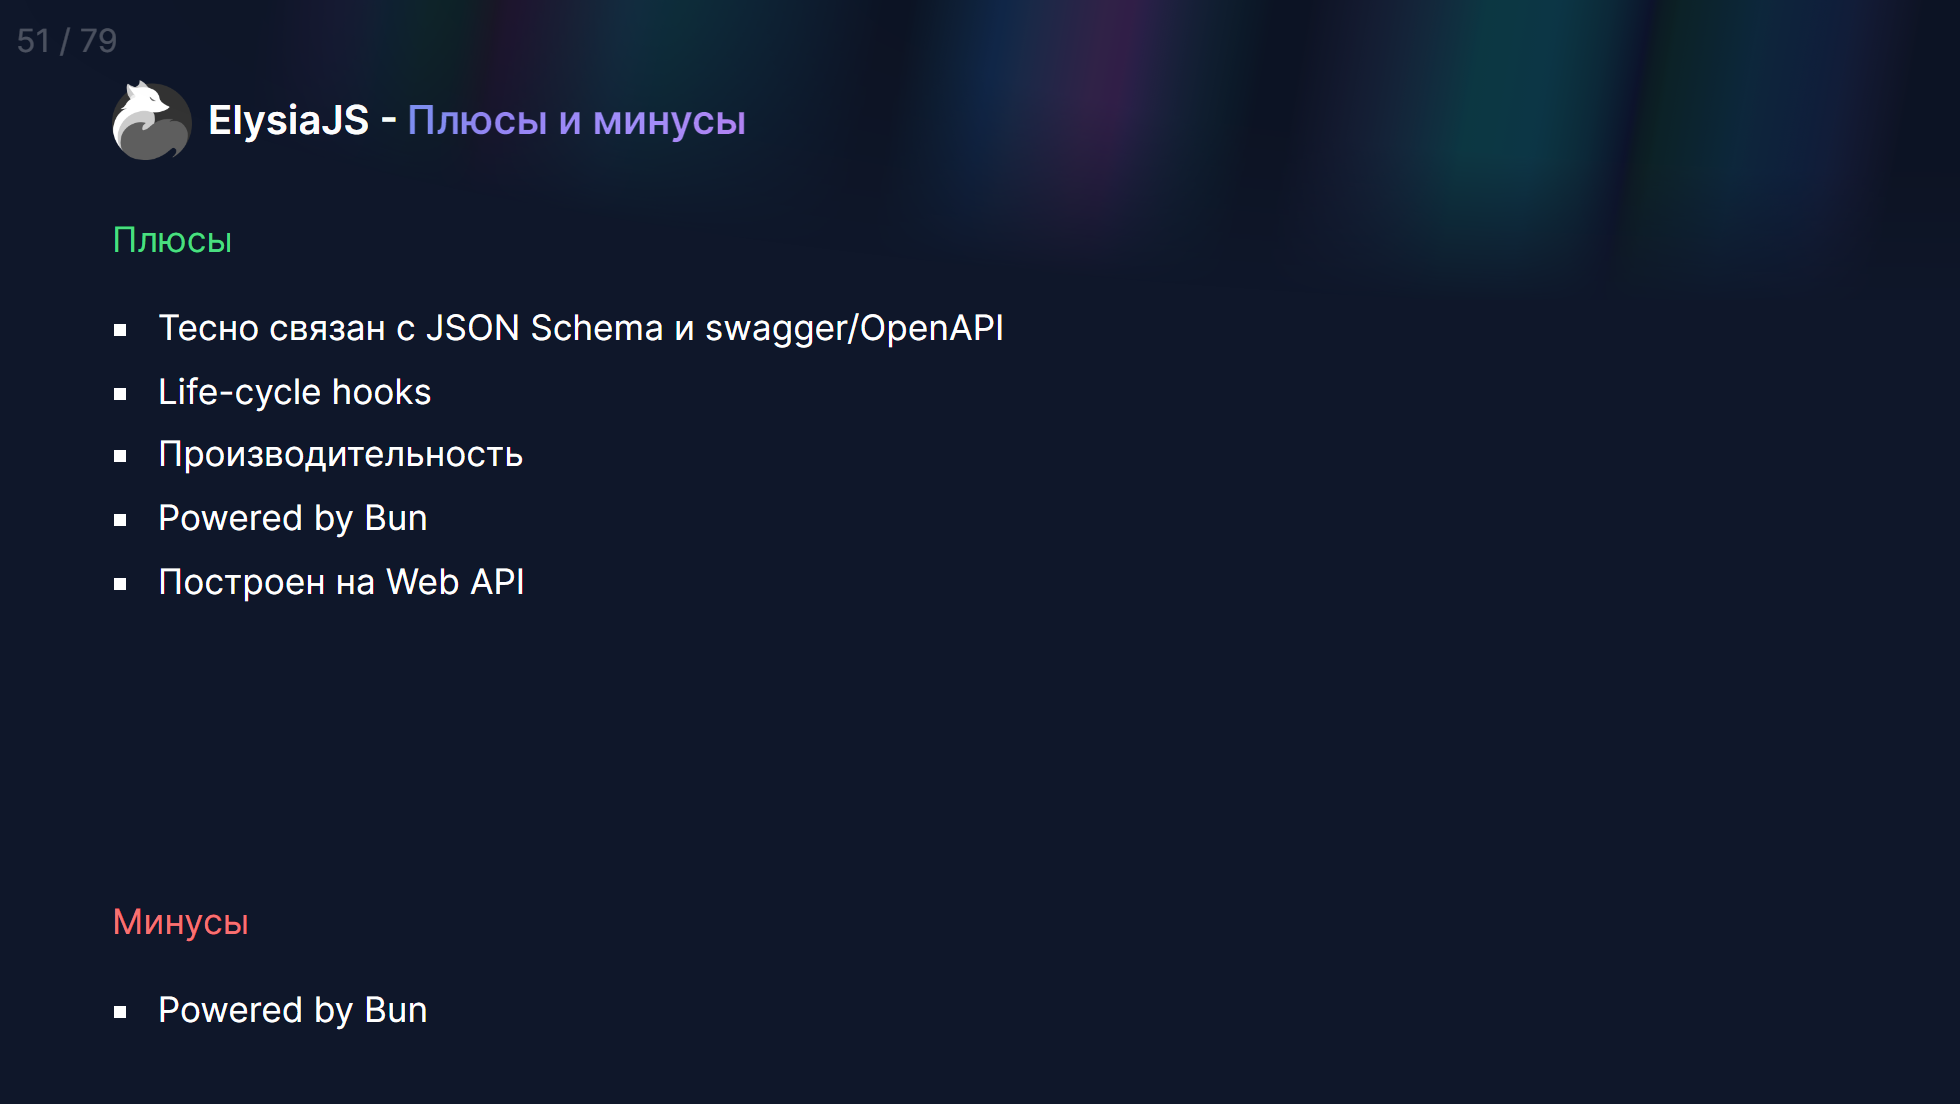 51 / 79
ElysiaJS - Плюсы и минусы
Плюсы
Тесно связан с JSON Schema и swagger/OpenAPI
Life-cycle hooks
Производительность
Powered by Bun
Построен на Web API
Минусы
Powered by Bun